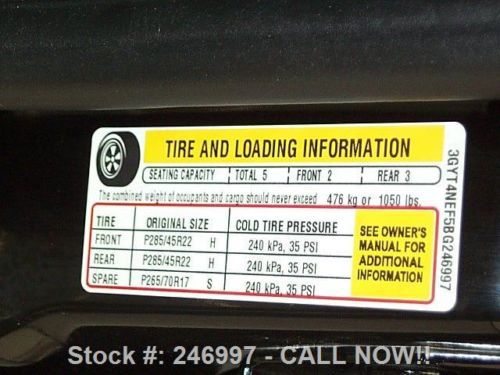 TIRE AND LOADING INFORMATION
SEATING CAPACITY TOTAL 5 FRONT 2 REAR 3
The combined weight of occupants and cargo should never exceed 476 kg or 1050 lbs.
TIRE ORIGINAL SIZE COLD TIRE PRESSURE
FRONT P285/45R22 H 240 kPa, 35 PSI
REAR P285/45R22 H 240 kPa, 35 PSI
SPARE P265/70R17 S 240 kPa, 35 PSI
SEE OWNER'S
MANUAL FOR
ADDITIONAL
INFORMATION
3GYT4NEF5BG246997
Stock #: 246997 - CALL NOW!!